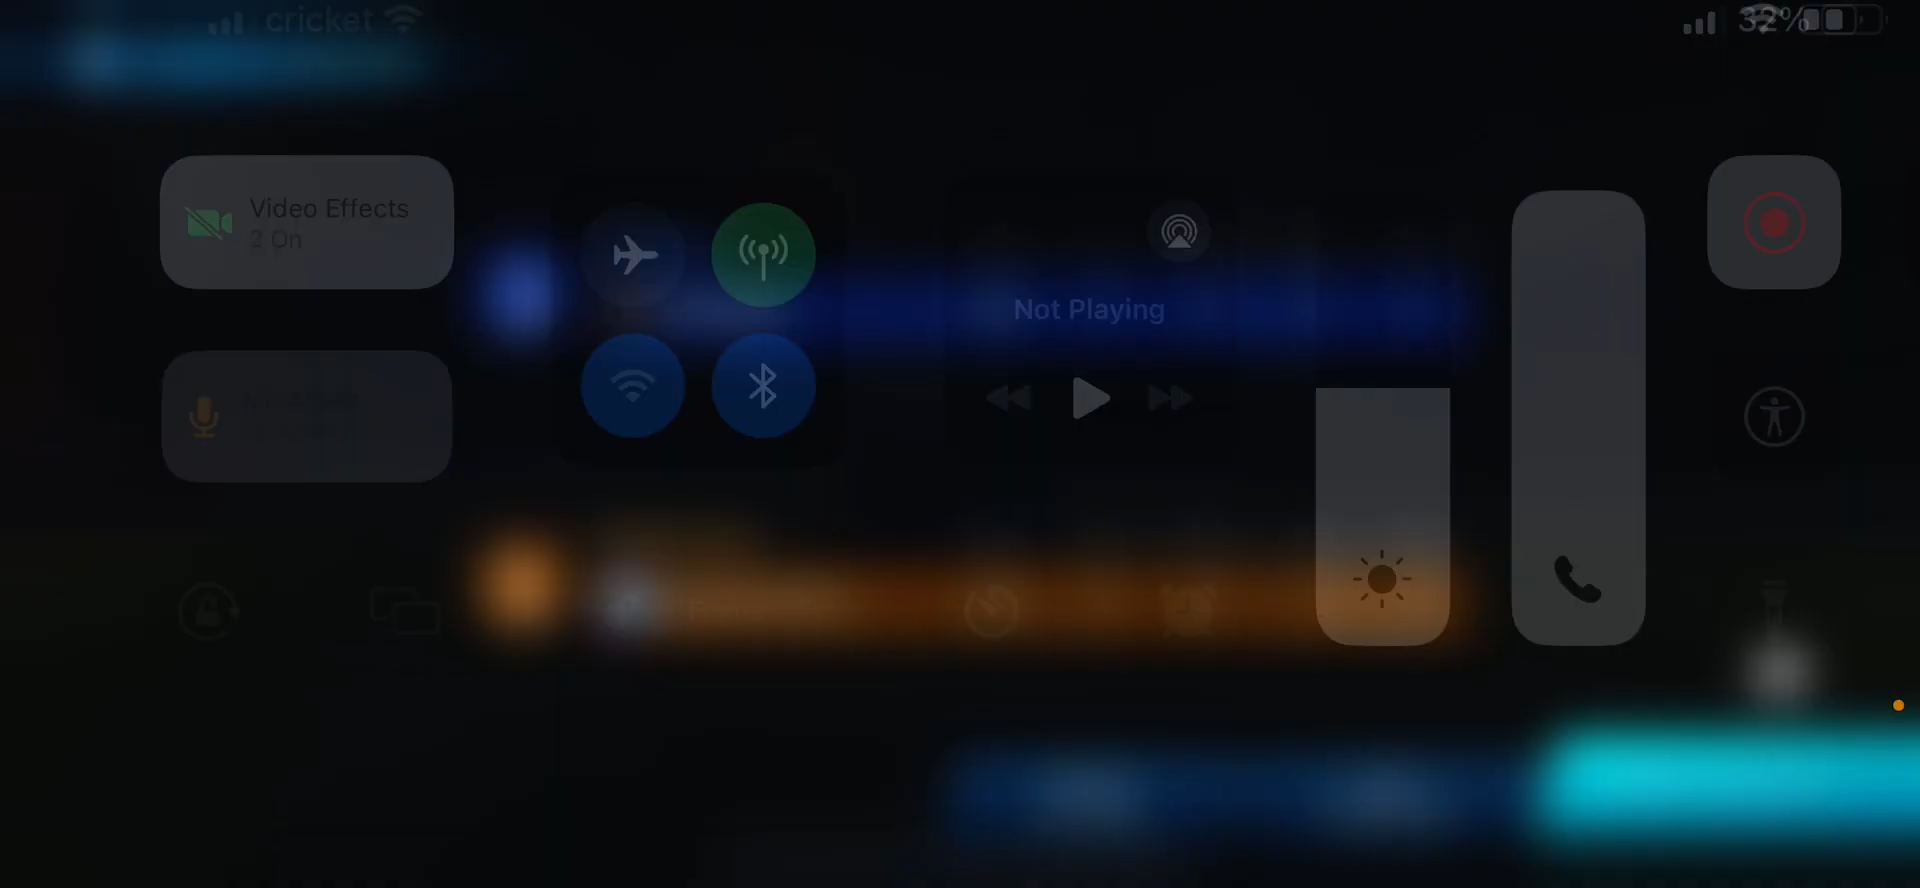 cricket
32%
Video Effects
2 On
Not Playing